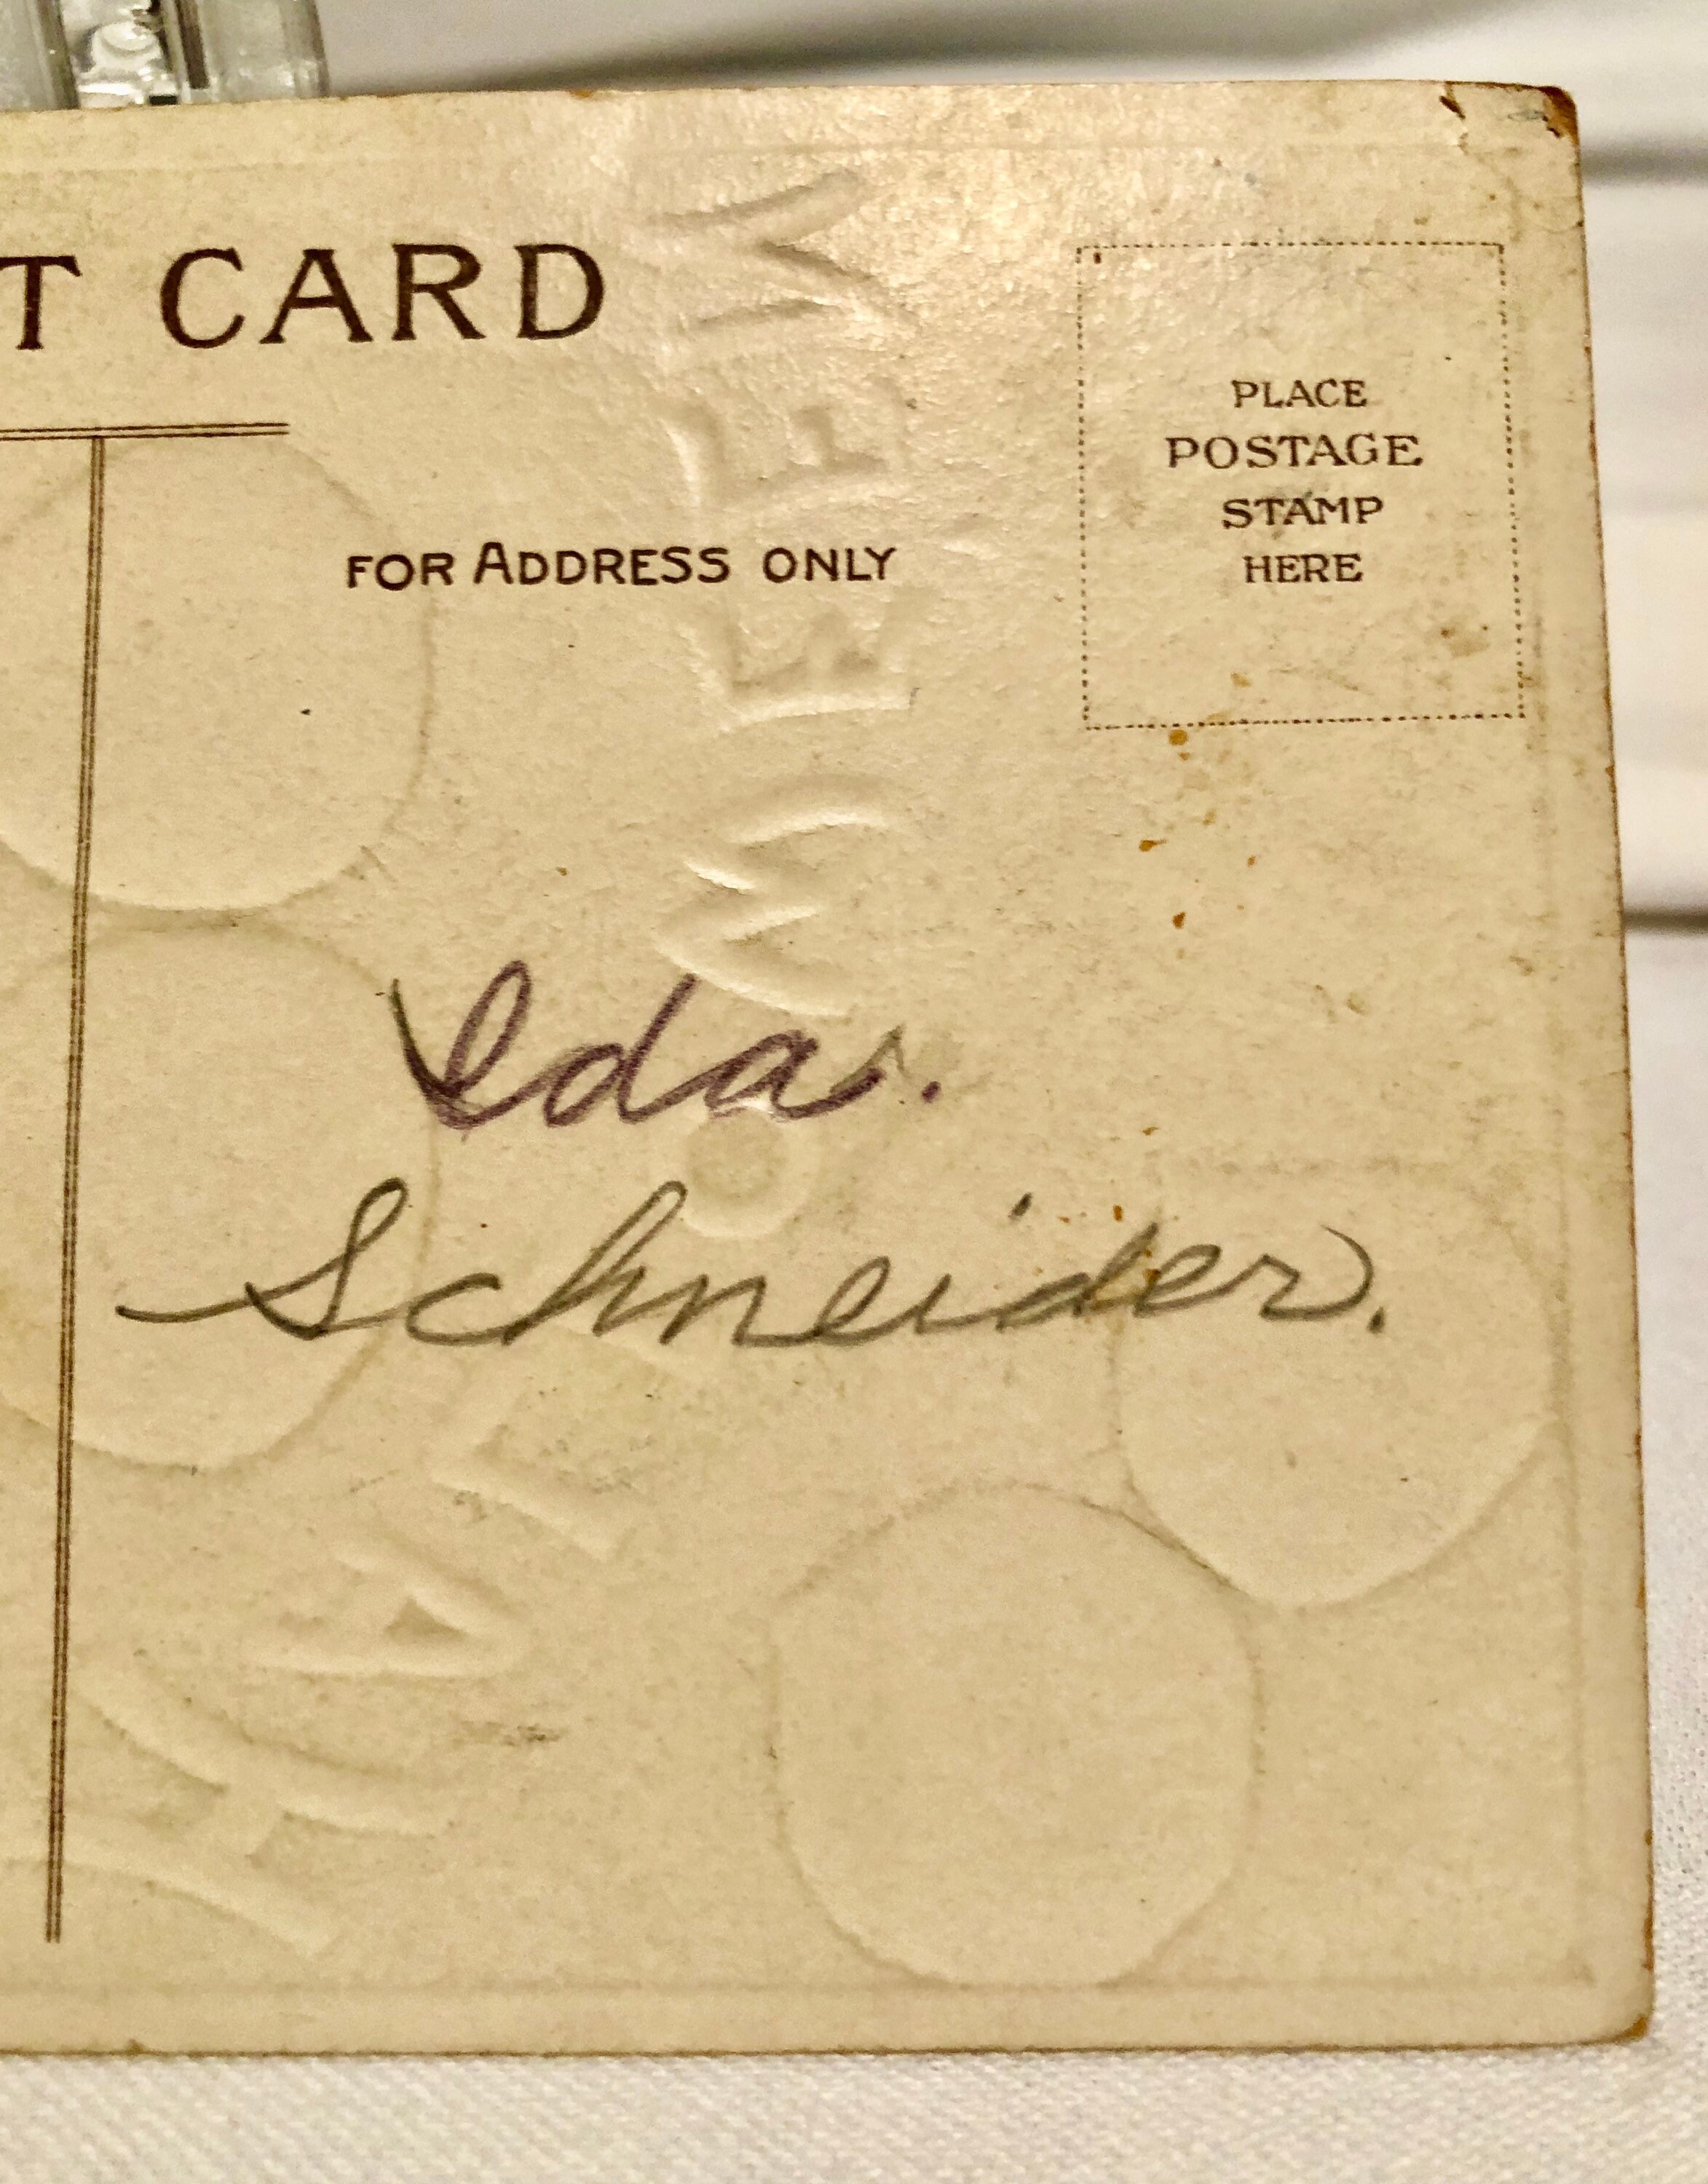 T CARD
FOR ADDRESS ONLY
PLACE
POSTAGE
STAMP
HERE
Ida.
Schneider.